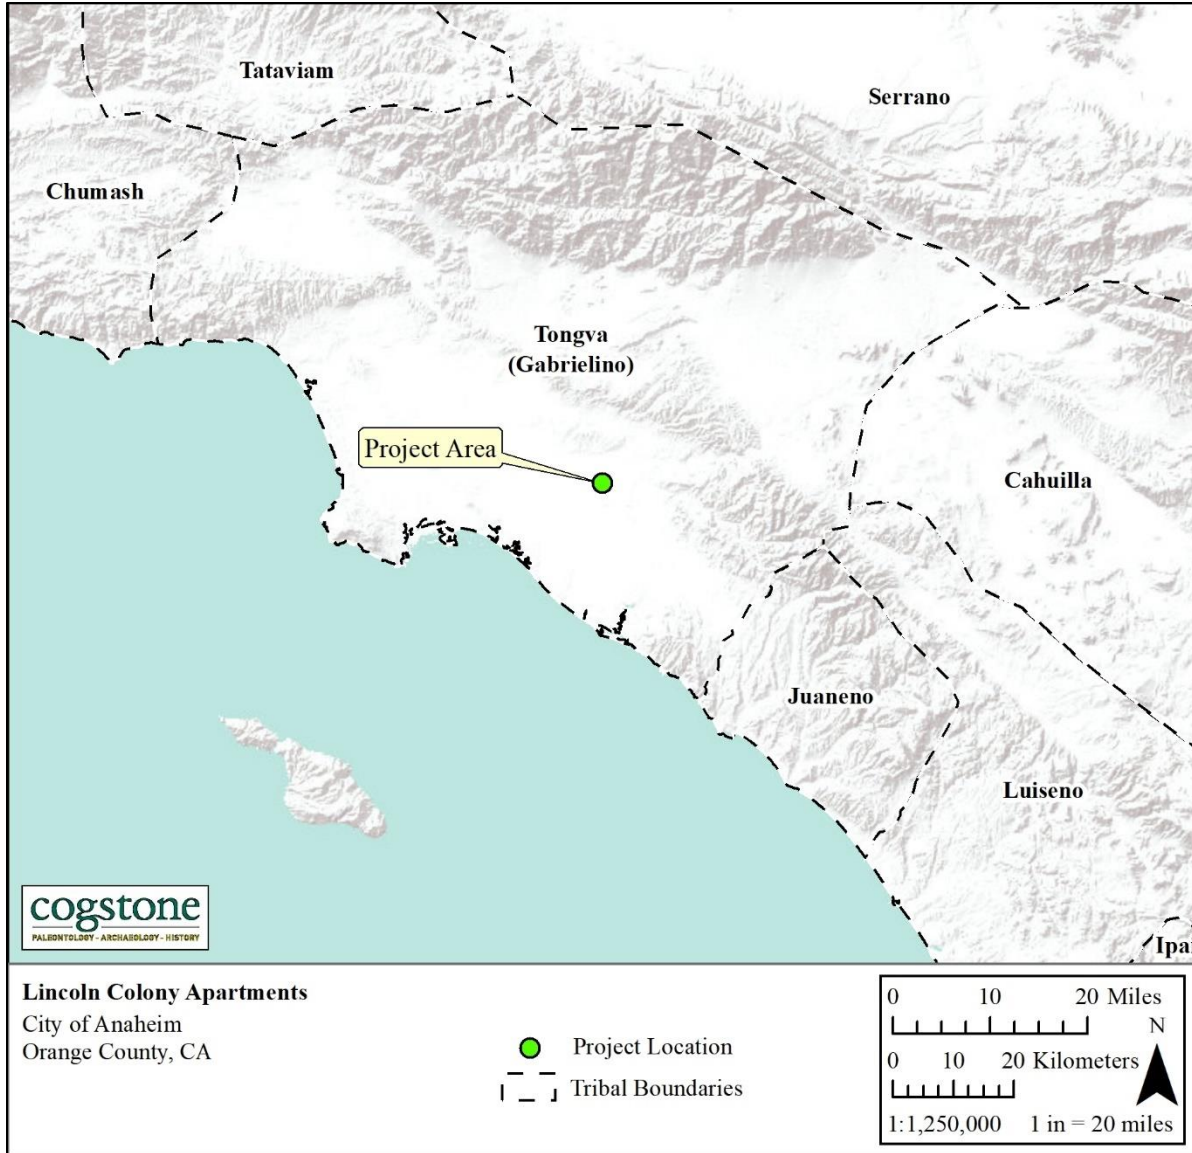 Tataviam
Serrano
Chumash
Tongva
(Gabrielino)
Project Area
Cahuilla
Juaneno
Luiseno
Ipai
cogstone
PALEONTOLOGY - ARCHAEOLOGY - HISTORY
Lincoln Colony Apartments
City of Anaheim
Orange County, CA
Project Location
Tribal Boundaries
0 10 20 Miles
N
0 10 20 Kilometers
1:1,250,000 1 in = 20 miles